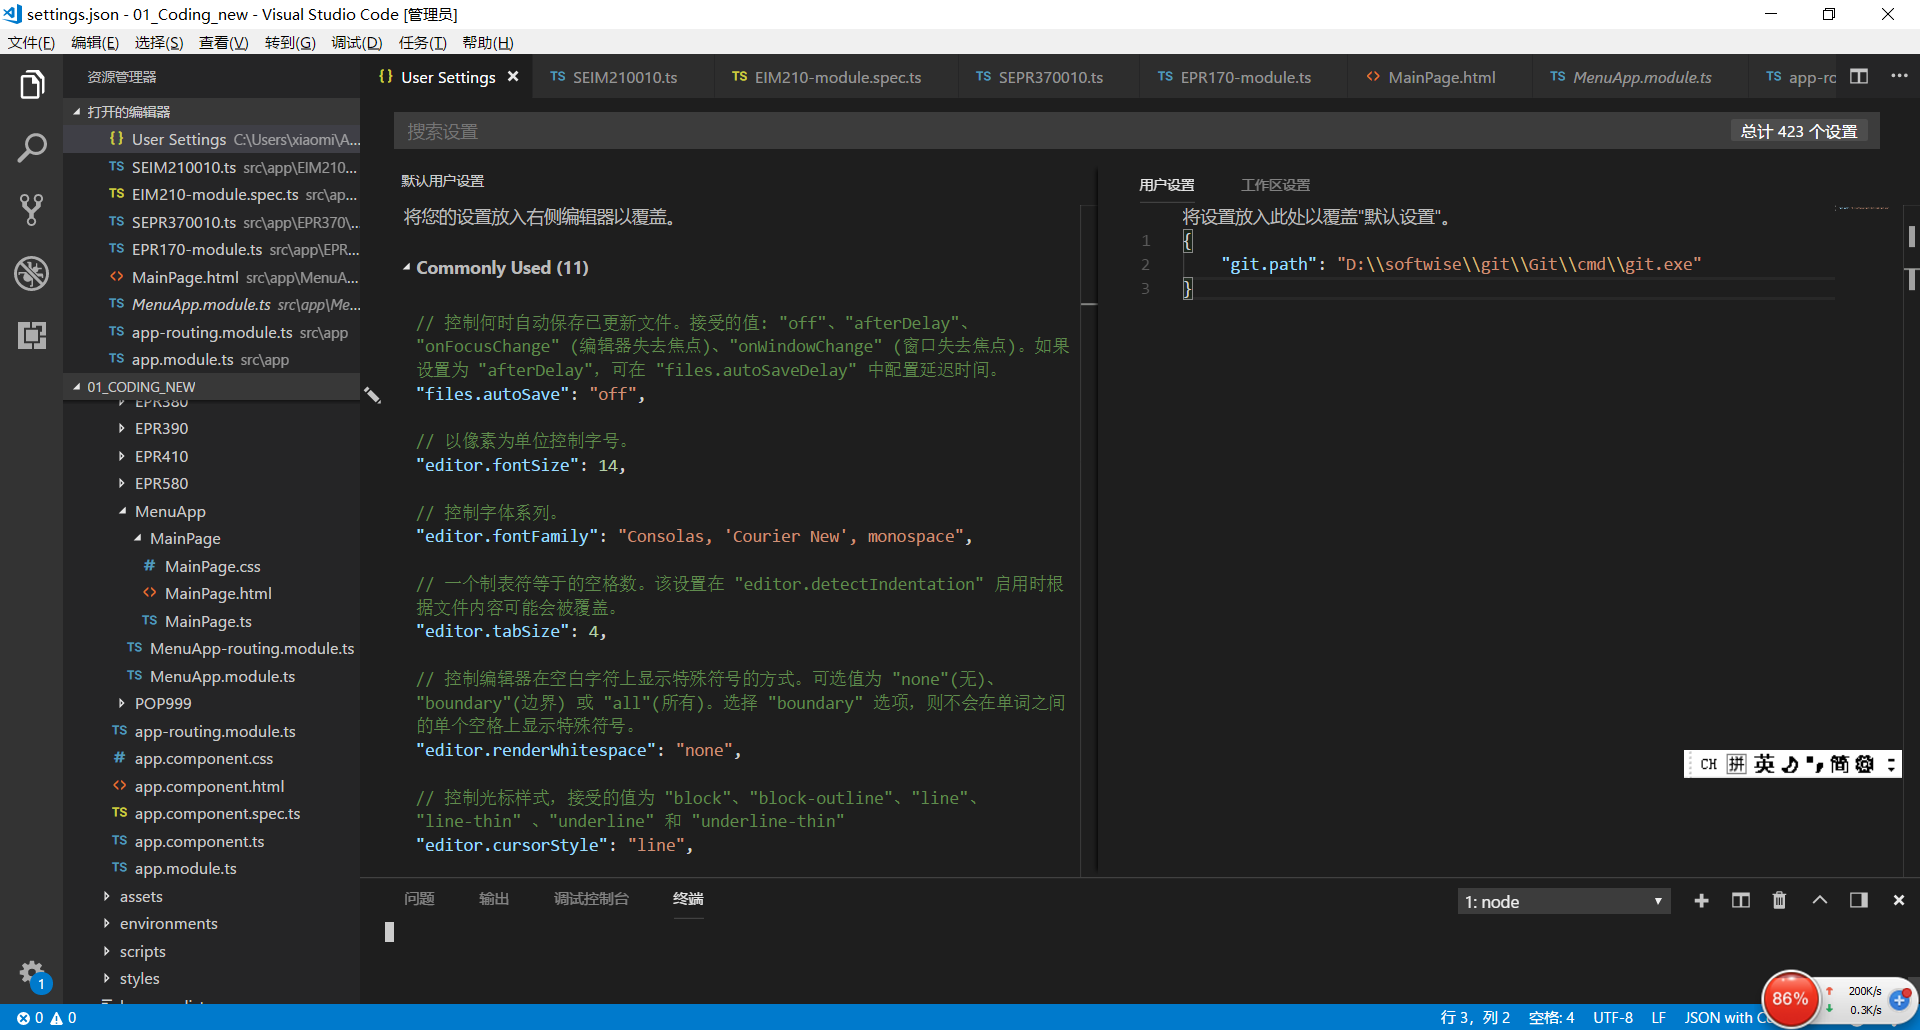 settings.json - 01_Coding_new - Visual Studio Code [管理员]
文件(F) 编辑(E) 选择(S) 查看(V) 转到(G) 调试(D) 任务(T) 帮助(H)
资源管理器
打开的编辑器
{} User Settings C:\Users\xiaomi\A...
TS SEIM210010.ts src\app\EIM210...
TS EIM210-module.spec.ts src\ap...
TS SEPR370010.ts src\app\EPR370\...
TS EPR170-module.ts src\app\EPR...
<> MainPage.html src\app\MenuA...
TS MenuApp.module.ts src\app\Me...
TS app-routing.module.ts src\app
TS app.module.ts src\app
01_CODING_NEW
EPR380
EPR390
EPR410
EPR580
MenuApp
MainPage
# MainPage.css
<> MainPage.html
TS MainPage.ts
TS MenuApp-routing.module.ts
TS MenuApp.module.ts
POP999
TS app-routing.module.ts
# app.component.css
<> app.component.html
TS app.component.spec.ts
TS app.component.ts
TS app.module.ts
assets
environments
scripts
styles
1
{} User Settings TS SEIM210010.ts TS EIM210-module.spec.ts TS SEPR370010.ts TS EPR170-module.ts <> MainPage.html TS MenuApp.module.ts TS app-ro
搜索设置
总计 423 个设置
默认用户设置
将您的设置放入右侧编辑器以覆盖。
Commonly Used (11)
// 控制何时自动保存已更新文件。接受的值: "off"、"afterDelay"、
"onFocusChange" (编辑器失去焦点)、"onWindowChange" (窗口失去焦点)。如果
设置为 "afterDelay"，可在 "files.autoSaveDelay" 中配置延迟时间。
"files.autoSave": "off",
// 以像素为单位控制字号。
"editor.fontSize": 14,
// 控制字体系列。
"editor.fontFamily": "Consolas, 'Courier New', monospace",
// 一个制表符等于的空格数。该设置在 "editor.detectIndentation" 启用时根
据文件内容可能会被覆盖。
"editor.tabSize": 4,
// 控制编辑器在空白字符上显示特殊符号的方式。可选值为 "none"(无)、
"boundary"(边界) 或 "all"(所有)。选择 "boundary" 选项，则不会在单词之间
的单个空格上显示特殊符号。
"editor.renderWhitespace": "none",
// 控制光标样式，接受的值为 "block"、"block-outline"、"line"、
"line-thin" 、"underline" 和 "underline-thin"
"editor.cursorStyle": "line",
用户设置 工作区设置
将设置放入此处以覆盖"默认设置"。
1 {
2 "git.path": "D:\\softwise\\git\\Git\\cmd\\git.exe"
3 }
CH 拼 英 简
问题 输出 调试控制台 终端
1: node
86% 200K/s
0.3K/s
0 0
行 3，列 2 空格: 4 UTF-8 LF JSON with Co